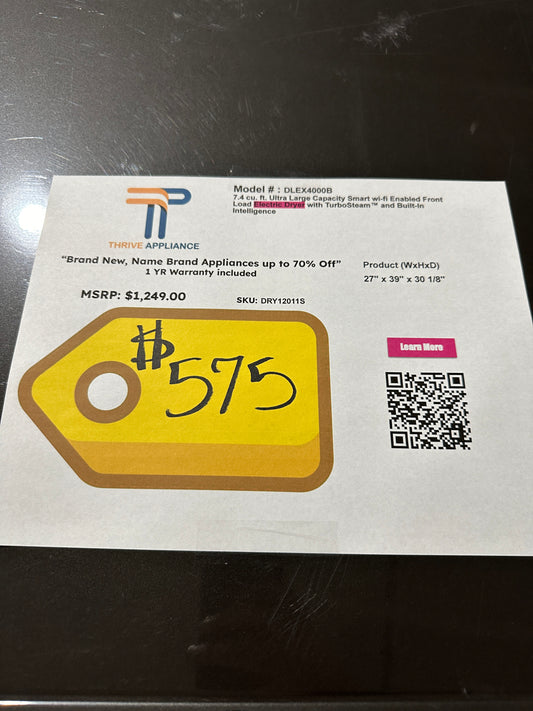 THRIVE APPLIANCE
Model # : DLEX4000B
7.4 cu. ft. Ultra Large Capacity Smart wi-fi Enabled Front
Load Electric Dryer with TurboSteam™ and Built-In
Intelligence
“Brand New, Name Brand Appliances up to 70% Off”
1 YR Warranty included
Product (WxHxD)
27" x 39" x 30 1/8"
MSRP: $1,249.00
SKU: DRY12011S
$575
Learn More